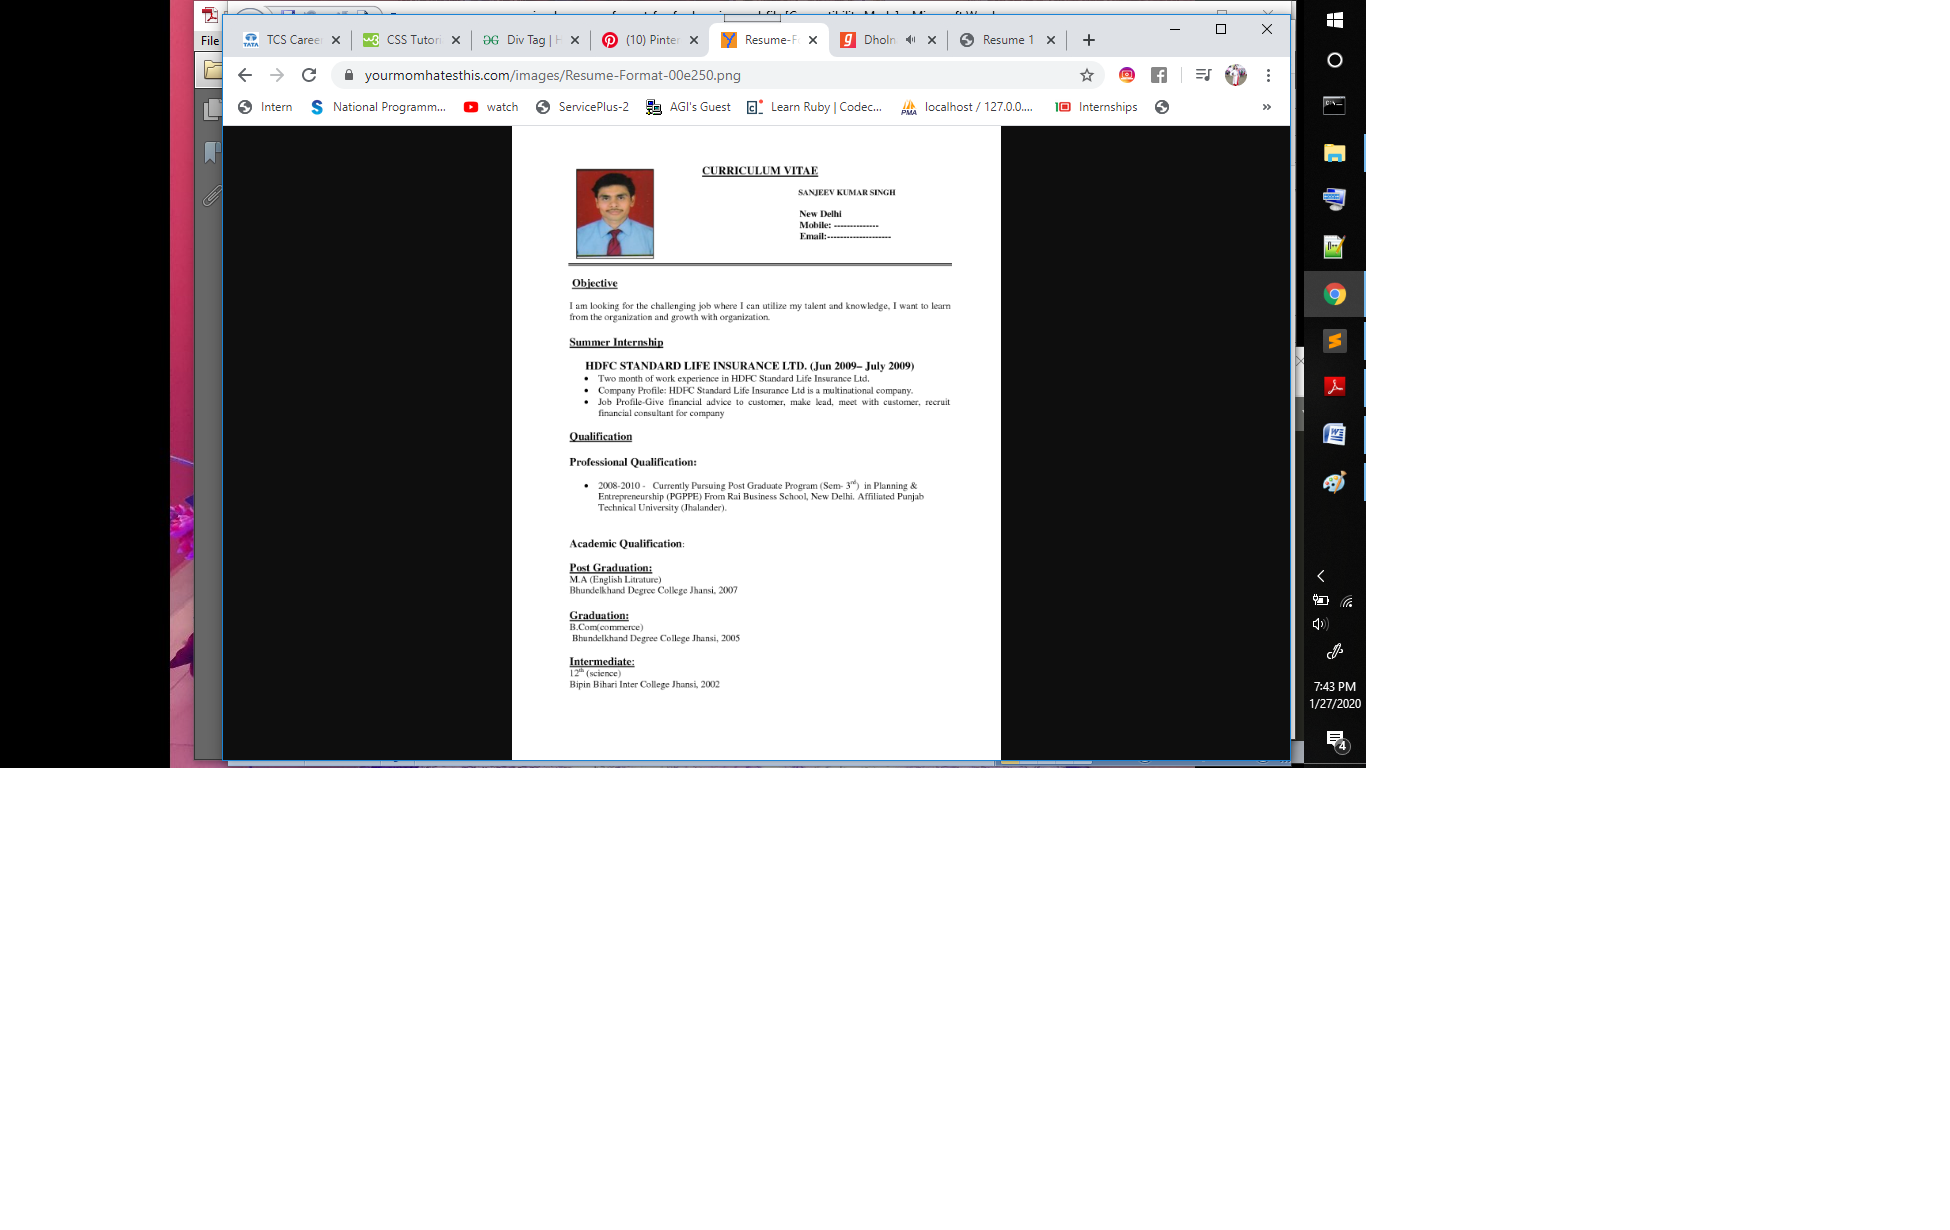 File
TCS Caree
CSS Tutori
Div Tag | H
(10) Pinter
Resume-F
Dholn
Resume 1
yourmomhatesthis.com/images/Resume-Format-00e250.png
Intern
National Programm...
watch
ServicePlus-2
AGI's Guest
Learn Ruby | Codec...
localhost / 127.0.0....
Internships
»
CURRICULUM VITAE
SANJEEV KUMAR SINGH
New Delhi
Mobile: --------------
Email:--------------------
Objective
I am looking for the challenging job where I can utilize my talent and knowledge, I want to learn
from the organization and growth with organization.
Summer Internship
HDFC STANDARD LIFE INSURANCE LTD. (Jun 2009– July 2009)
• Two month of work experience in HDFC Standard Life Insurance Ltd.
• Company Profile: HDFC Standard Life Insurance Ltd is a multinational company.
• Job Profile-Give financial advice to customer, make lead, meet with customer, recruit
financial consultant for company
Qualification
Professional Qualification:
• 2008-2010 - Currently Pursuing Post Graduate Program (Sem- 3rd) in Planning &
Entrepreneurship (PGPPE) From Rai Business School, New Delhi. Affiliated Punjab
Technical University (Jhalander).
Academic Qualification:
Post Graduation:
M.A (English Litrature)
Bhundelkhand Degree College Jhansi, 2007
Graduation:
B.Com(commerce)
Bhundelkhand Degree College Jhansi, 2005
Intermediate:
12th (science)
Bipin Bihari Inter College Jhansi, 2002
7:43 PM
1/27/2020
4